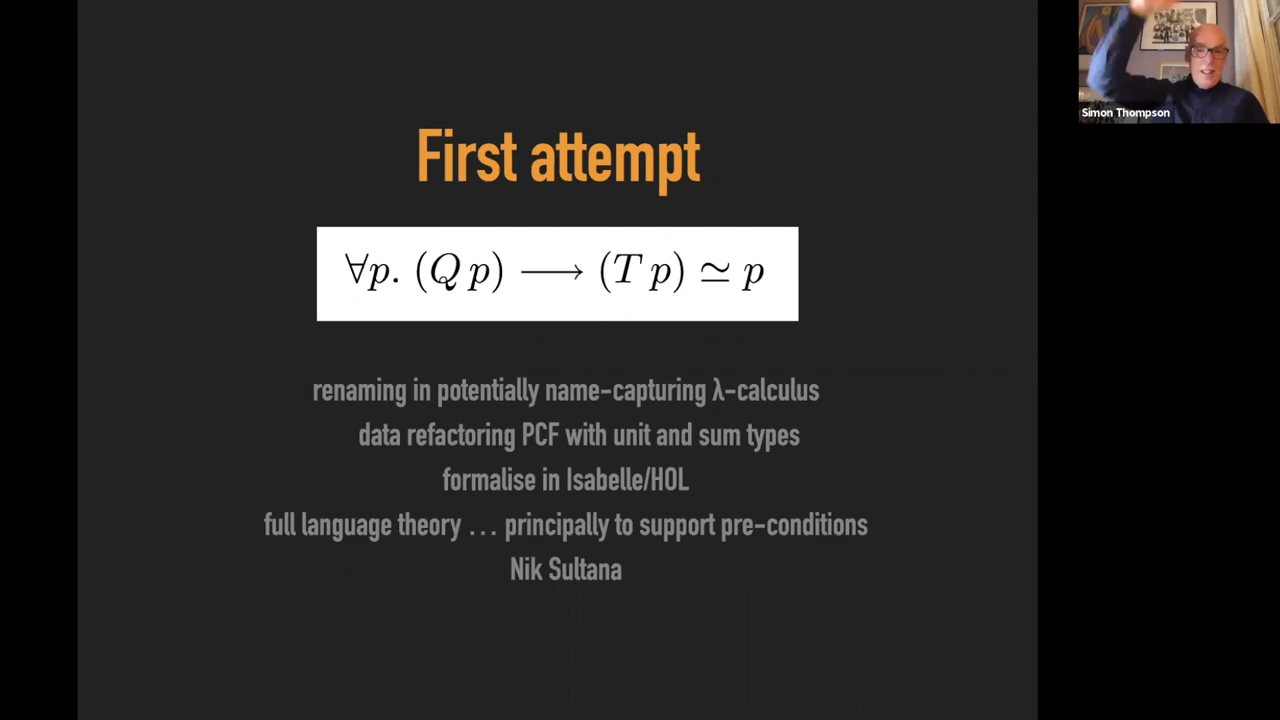 First attempt
∀p. (Q p) ⟶ (T p) ≃ p
renaming in potentially name-capturing λ-calculus
data refactoring PCF with unit and sum types
formalise in Isabelle/HOL
full language theory … principally to support pre-conditions
Nik Sultana
Simon Thompson